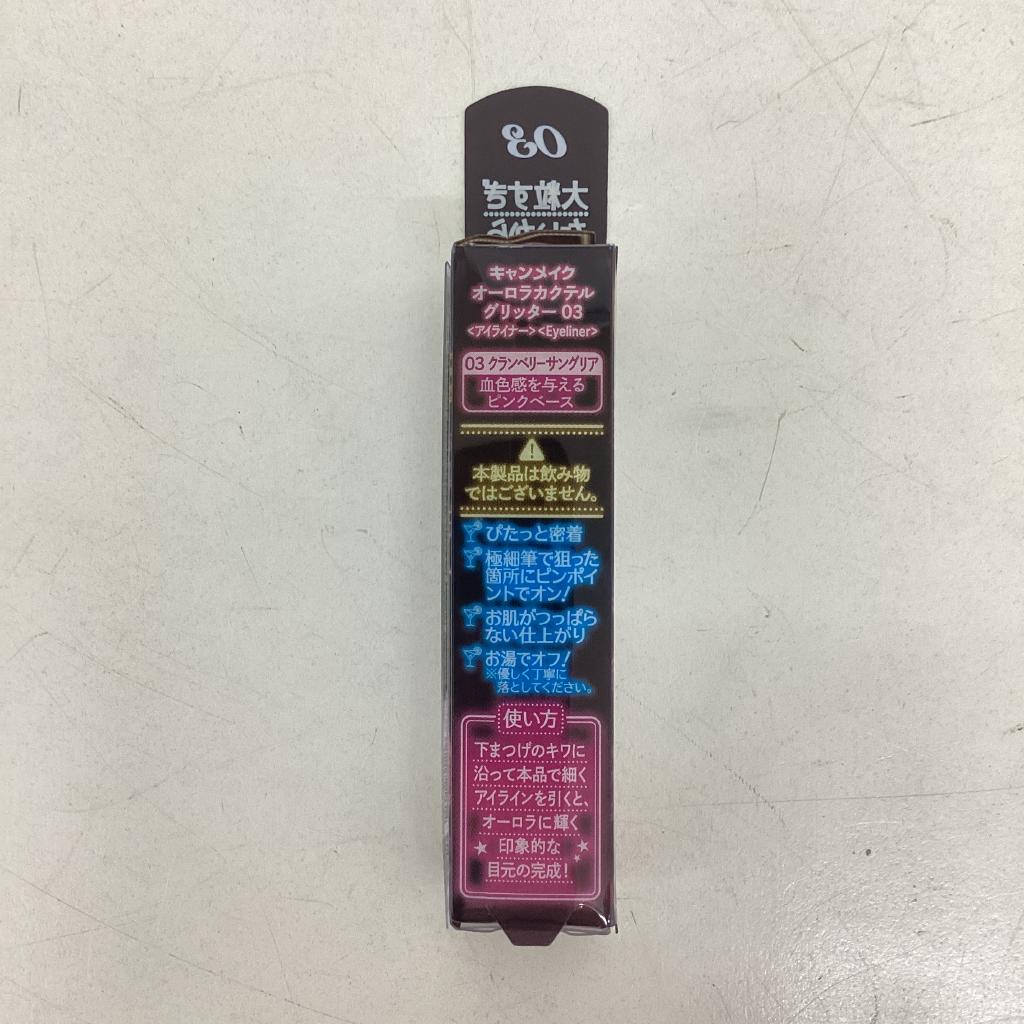 03
大粒すぎ
ないから
キャンメイク
オーロラカクテル
グリッター 03
<アイライナー><Eyeliner>
03 クランベリーサングリア
血色感を与える
ピンクベース
本製品は飲み物
ではございません。
ぴたっと密着
極細筆で狙った
箇所にピンポイ
ントでオン!
お肌がつっぱら
ない仕上がり
お湯でオフ!
※優しく丁寧に
落としてください。
使い方
下まつげのキワに
沿って本品で細く
アイラインを引くと、
オーロラに輝く
印象的な
目元の完成!